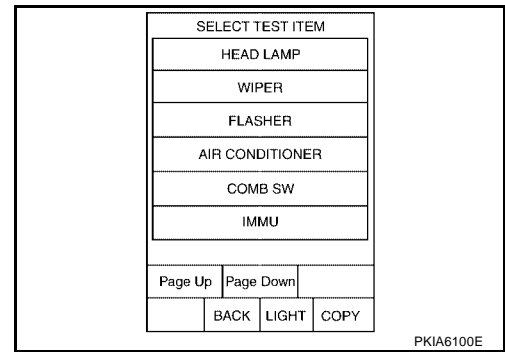 SELECT TEST ITEM
HEAD LAMP
WIPER
FLASHER
AIR CONDITIONER
COMB SW
IMMU
Page Up Page Down
BACK LIGHT COPY
PKIA6100E